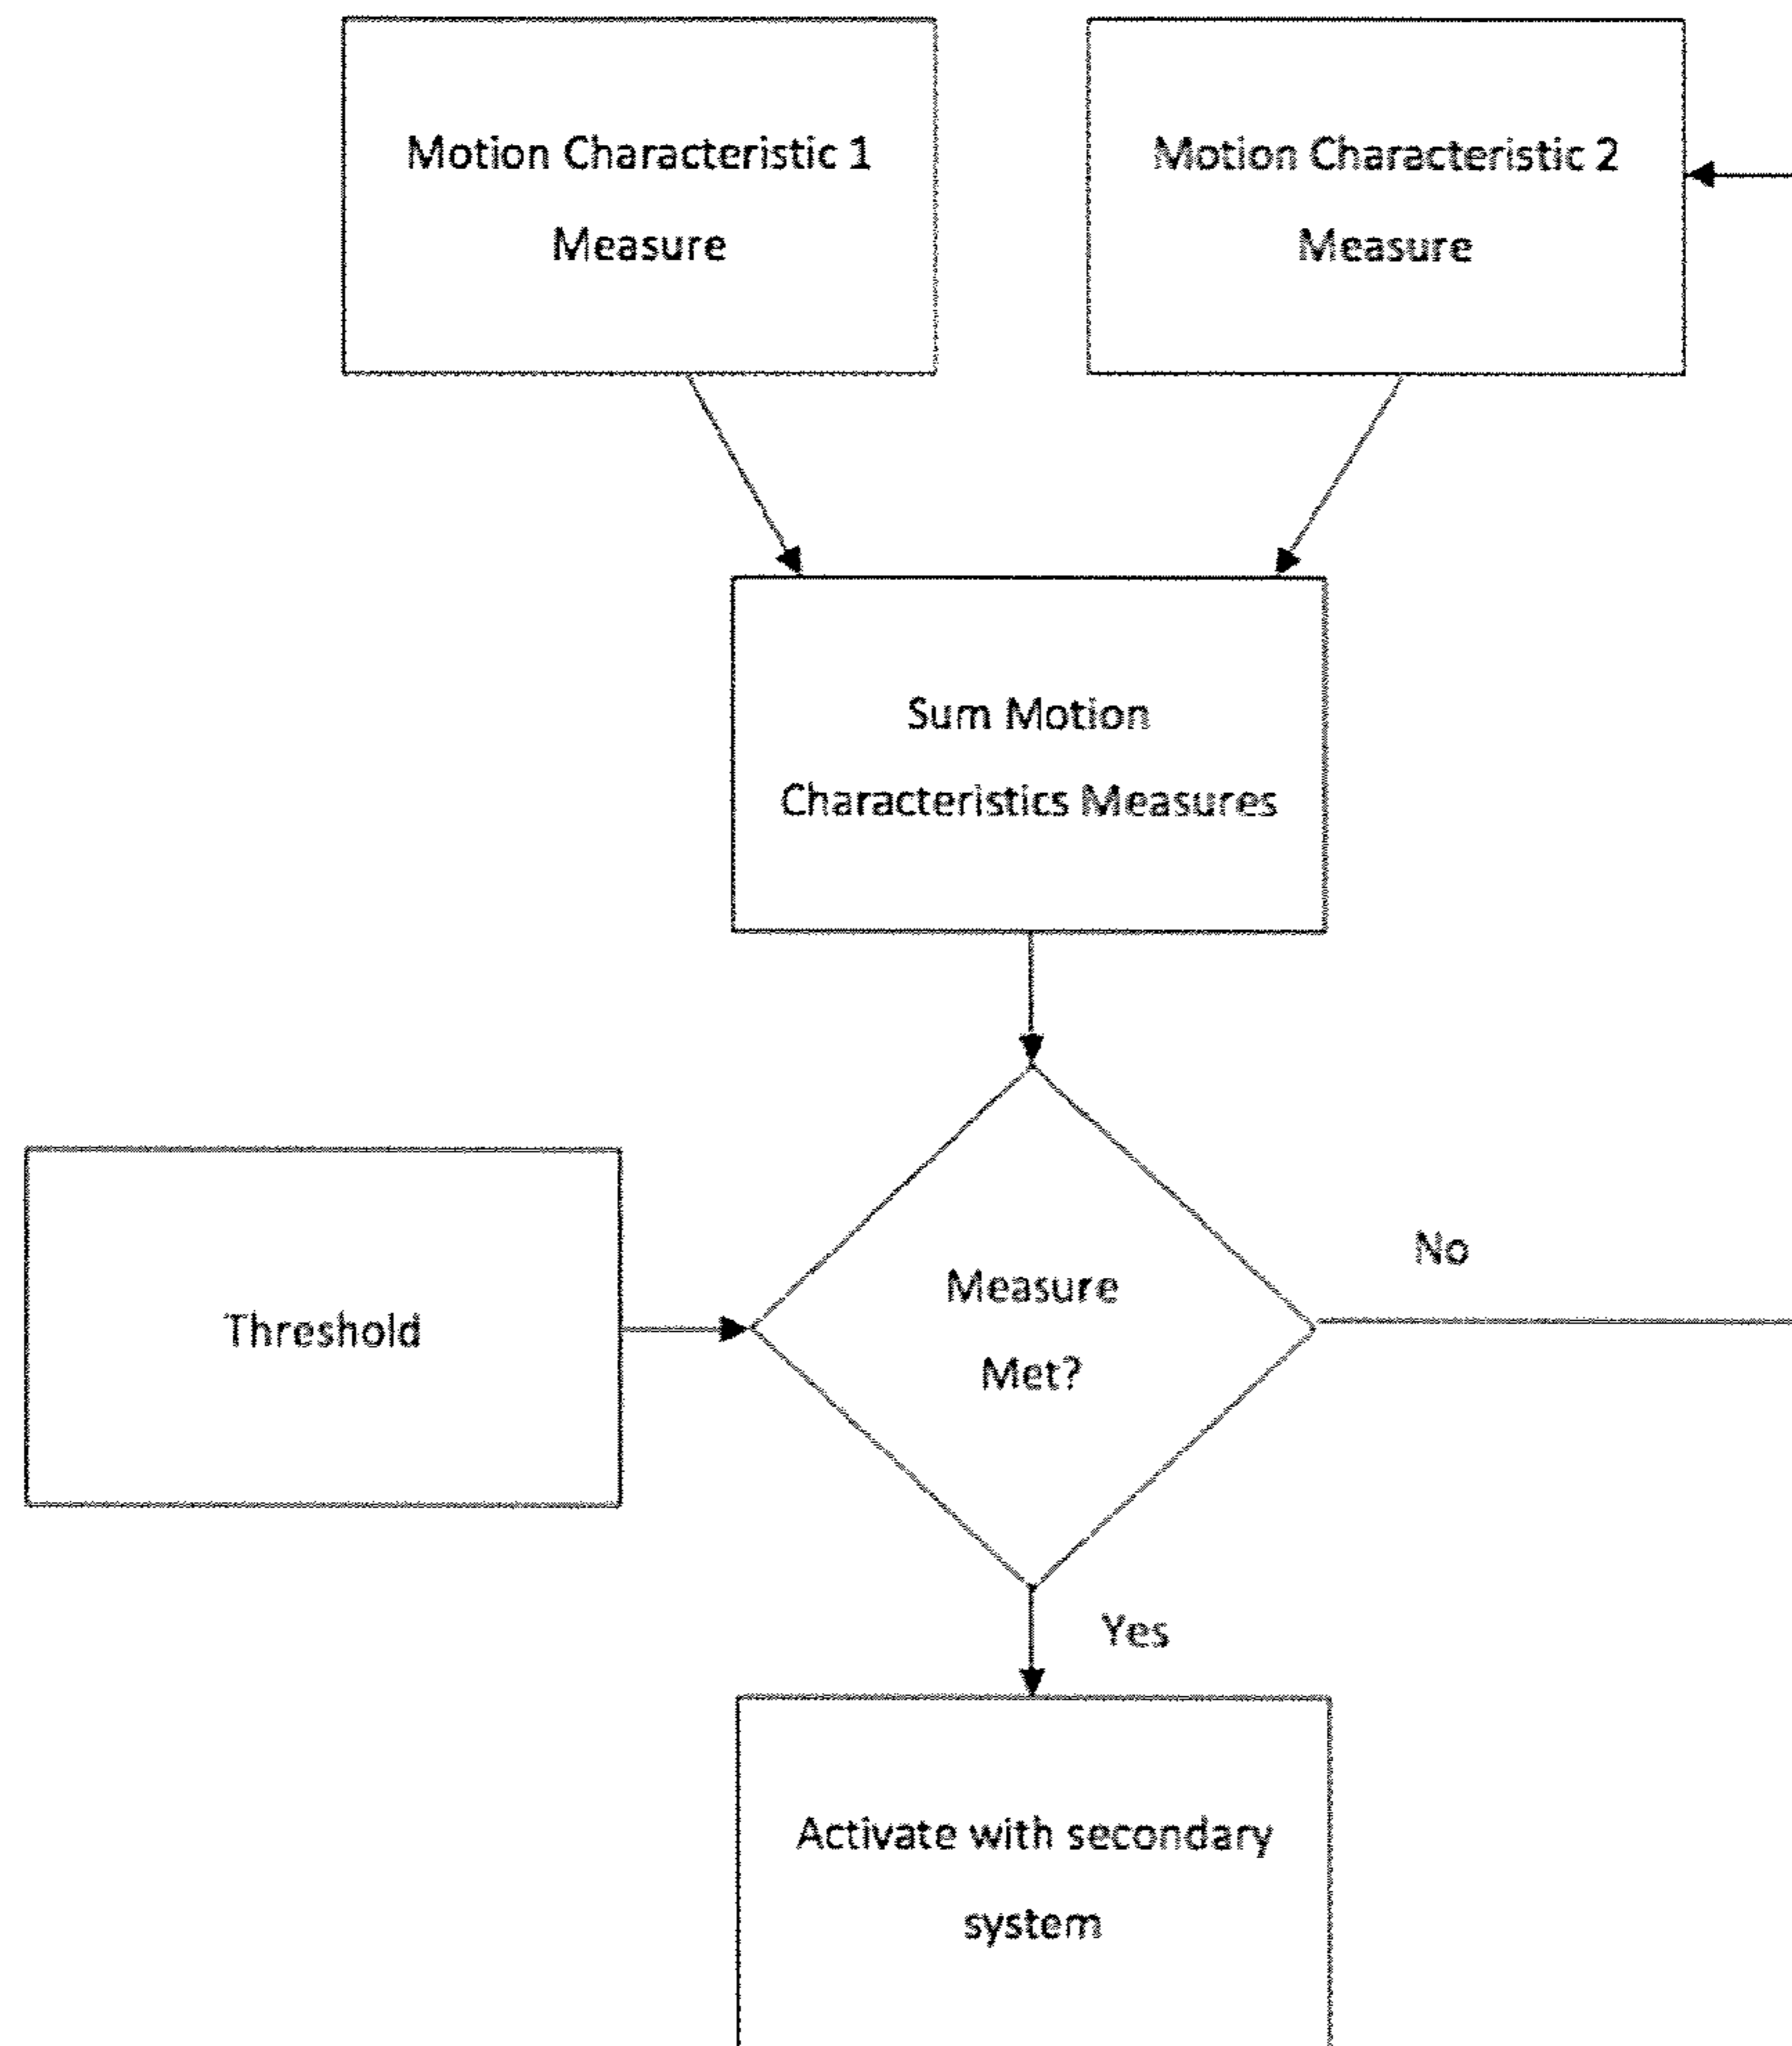 Motion Characteristic 1
Measure
Motion Characteristic 2
Measure
Sum Motion
Characteristics Measures
Threshold
Measure
Met?
No
Yes
Activate with secondary
system